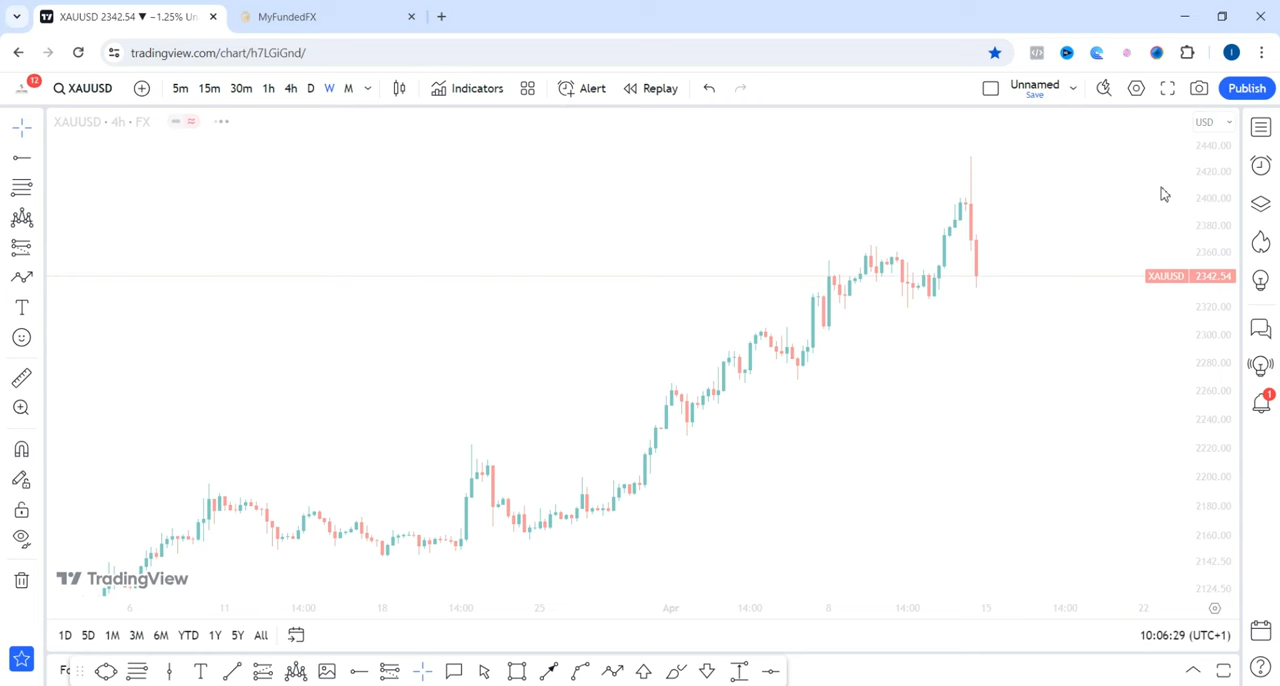 XAUUSD 2342.54 ▼ −1.25% Un
MyFundedFX
tradingview.com/chart/h7LGiGnd/
I
12
XAUUSD
5m 15m 30m 1h 4h D W M
Indicators
Alert
Replay
Unnamed
Save
Publish
XAUUSD · 4h · FX
USD
2440.00
2420.00
2400.00
2380.00
2360.00
XAUUSD 2342.54
2320.00
2300.00
2280.00
2260.00
2240.00
2220.00
2200.00
2180.00
2160.00
2142.50
2124.50
1
T
TradingView
6 11 14:00 18 14:00 25 Apr 14:00 8 14:00 15 14:00 22
1D 5D 1M 3M 6M YTD 1Y 5Y All
10:06:29 (UTC+1)
Fo
T